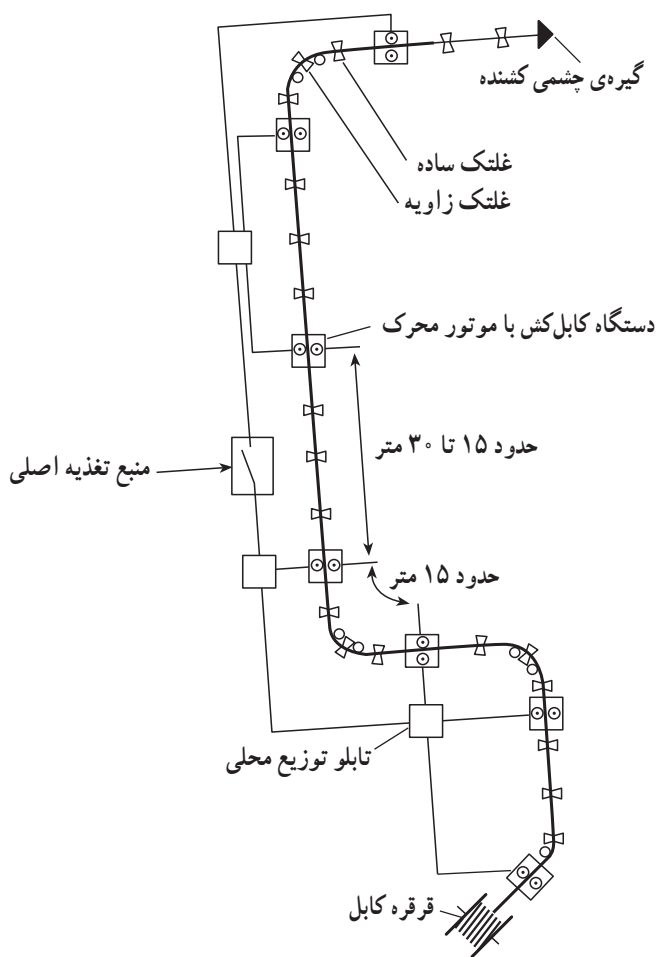 گیره‌ی چشمی کشنده
غلتک ساده
غلتک زاویه
دستگاه کابل‌کش با موتور محرک
حدود ۱۵ تا ۳۰ متر
منبع تغذیه اصلی
حدود ۱۵ متر
تابلو توزیع محلی
قرقره کابل